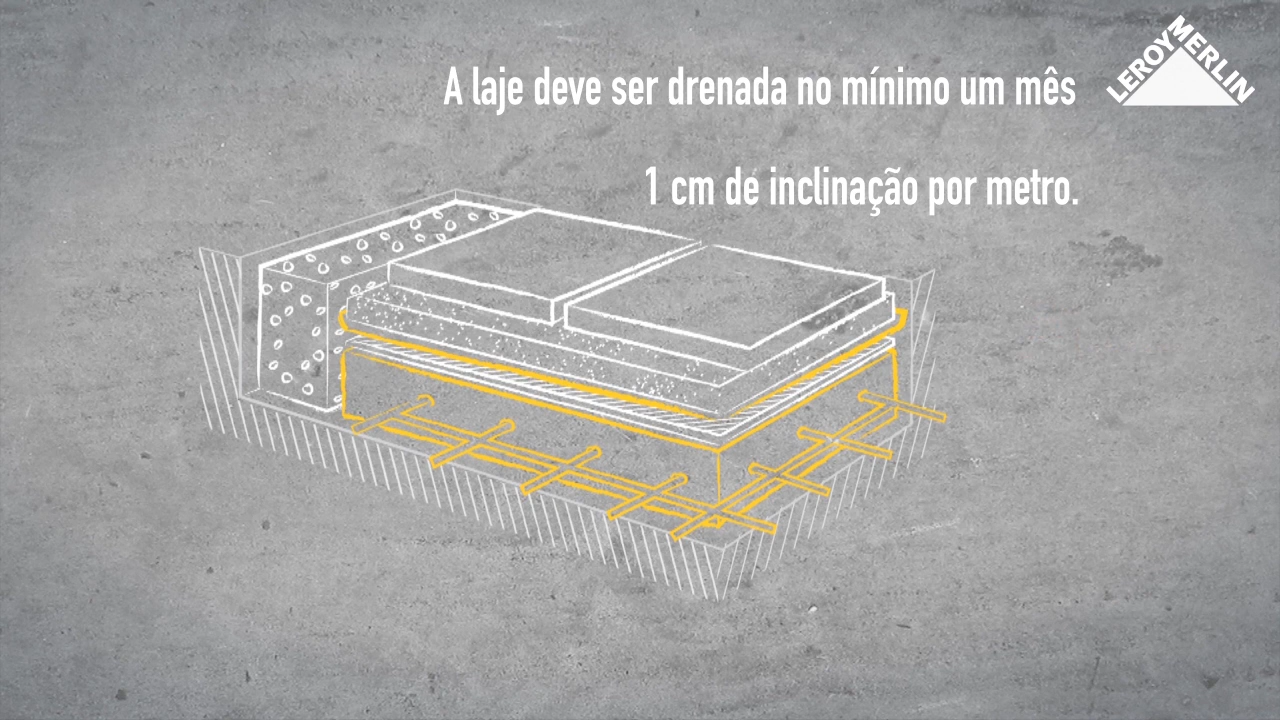 A laje deve ser drenada no mínimo um mês
LEROY MERLIN
1 cm de inclinação por metro.